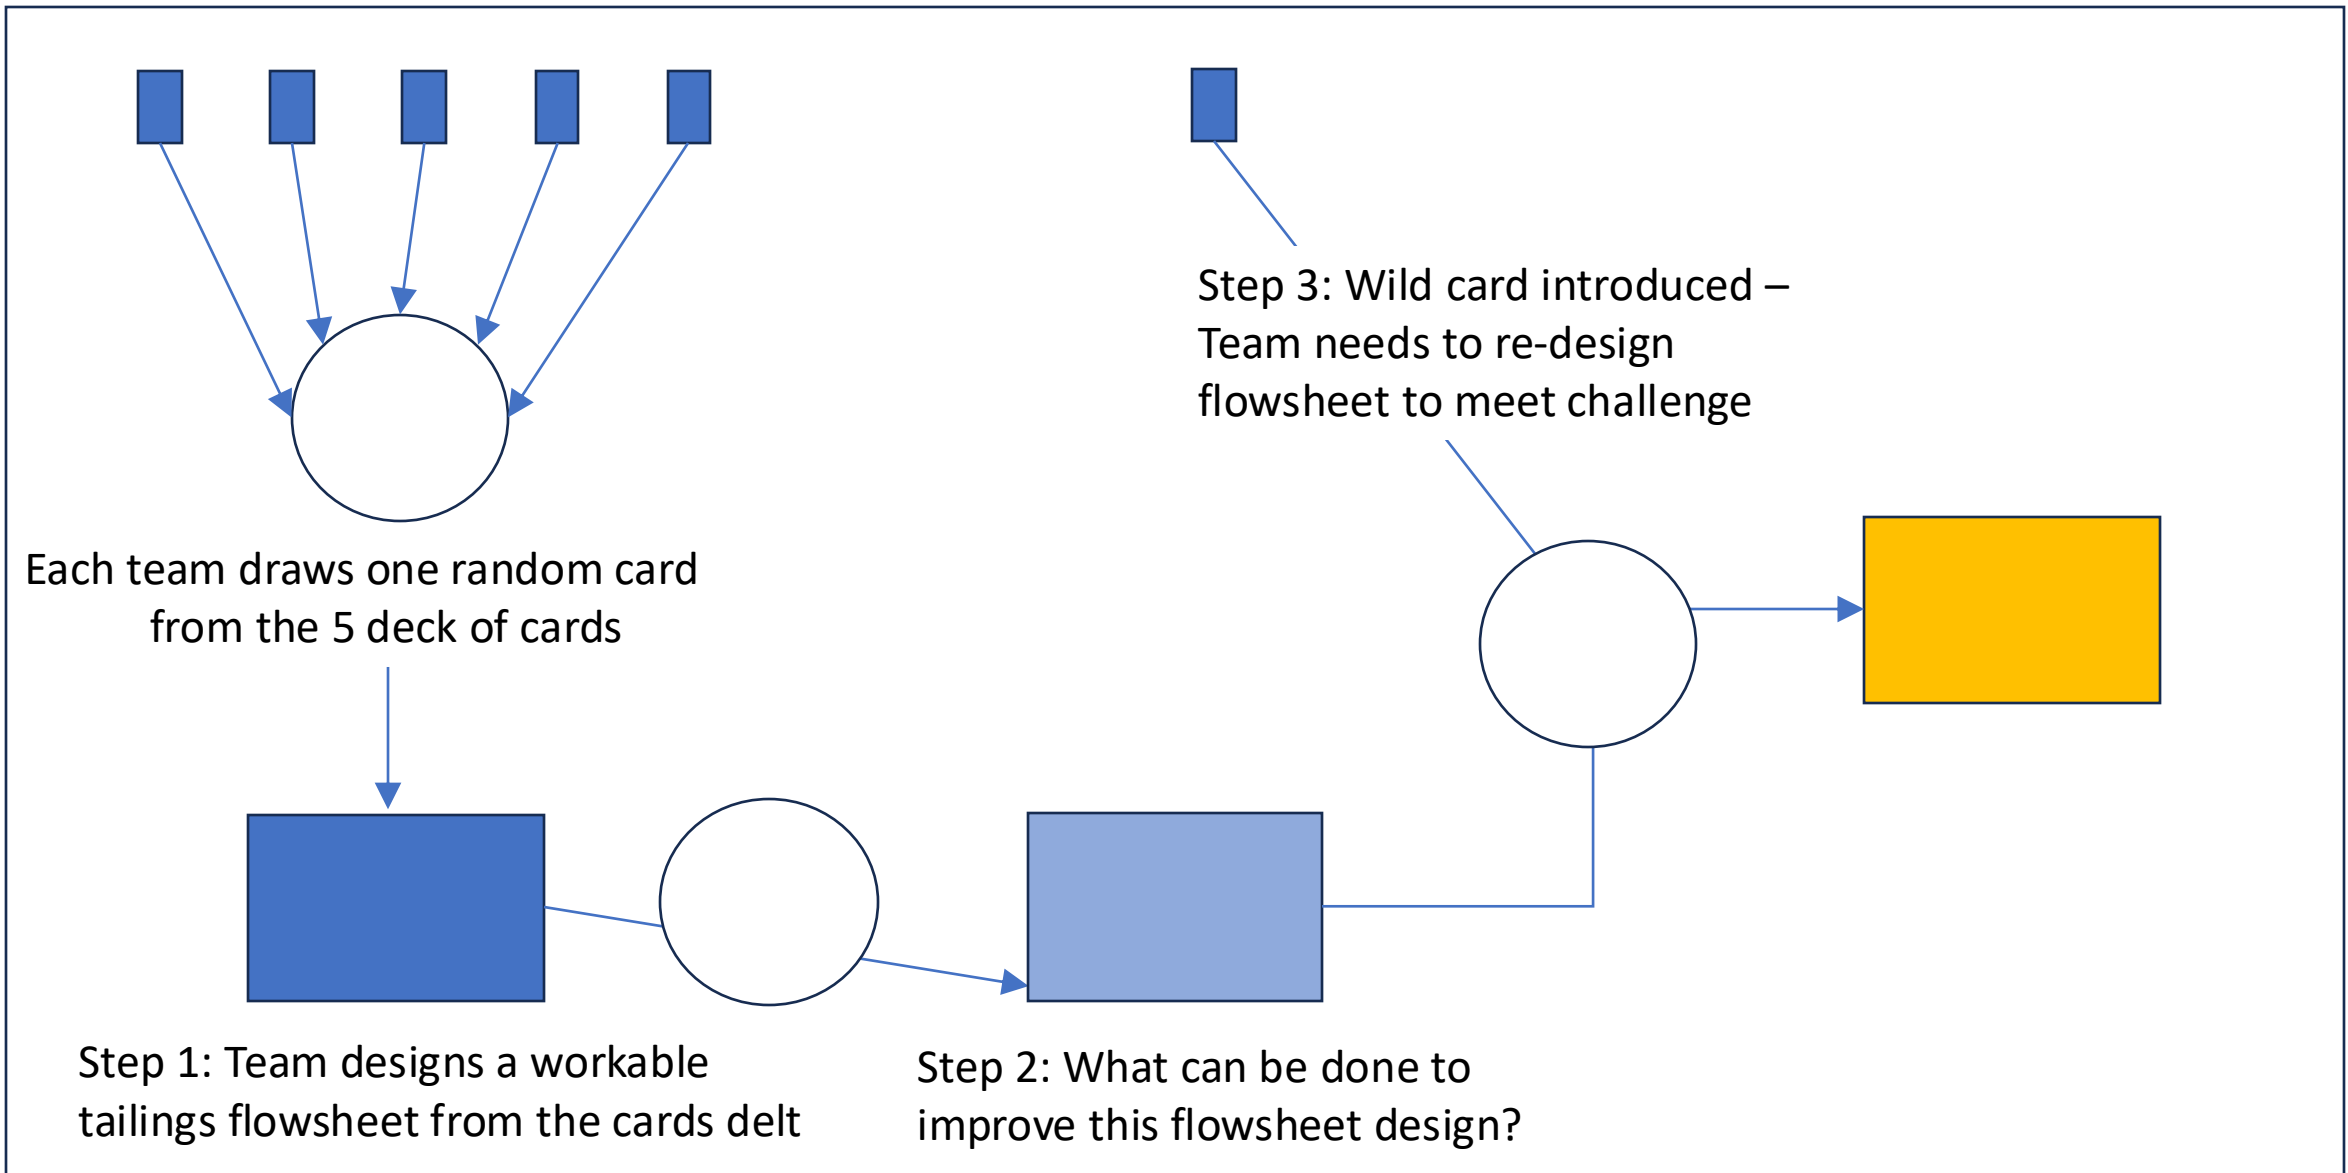 Each team draws one random card
from the 5 deck of cards
Step 1: Team designs a workable
tailings flowsheet from the cards delt
Step 2: What can be done to
improve this flowsheet design?
Step 3: Wild card introduced –
Team needs to re-design
flowsheet to meet challenge